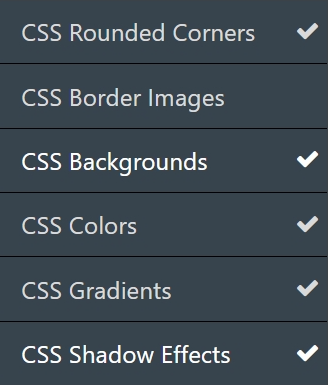 CSS Rounded Corners
CSS Border Images
CSS Backgrounds
CSS Colors
CSS Gradients
CSS Shadow Effects